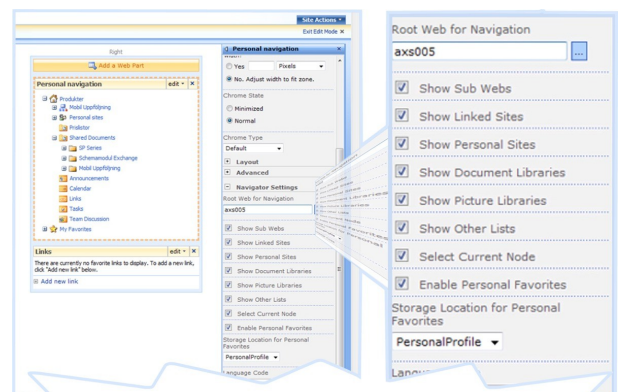 Site Actions
Exit Edit Mode ×
Right
Add a Web Part
Personal navigation edit ×
Produkter
Mobil Uppföljning
Personal sites
Prislistor
Shared Documents
SP Series
Schemamodul Exchange
Mobil Uppföljning
Announcements
Calendar
Links
Tasks
Team Discussion
My Favorites
Links edit ×
There are currently no favorite links to display. To add a new link,
click "Add new link" below.
Add new link
Personal navigation ×
Yes Pixels
No. Adjust width to fit zone.
Chrome State
Minimized
Normal
Chrome Type
Default
Layout
Advanced
Navigator Settings
Root Web for Navigation
axs005
Show Sub Webs
Show Linked Sites
Show Personal Sites
Show Document Libraries
Show Picture Libraries
Show Other Lists
Select Current Node
Enable Personal Favorites
Storage Location for Personal
Favorites
PersonalProfile
Language Code
Root Web for Navigation
axs005
...
Show Sub Webs
Show Linked Sites
Show Personal Sites
Show Document Libraries
Show Picture Libraries
Show Other Lists
Select Current Node
Enable Personal Favorites
Storage Location for Personal
Favorites
PersonalProfile